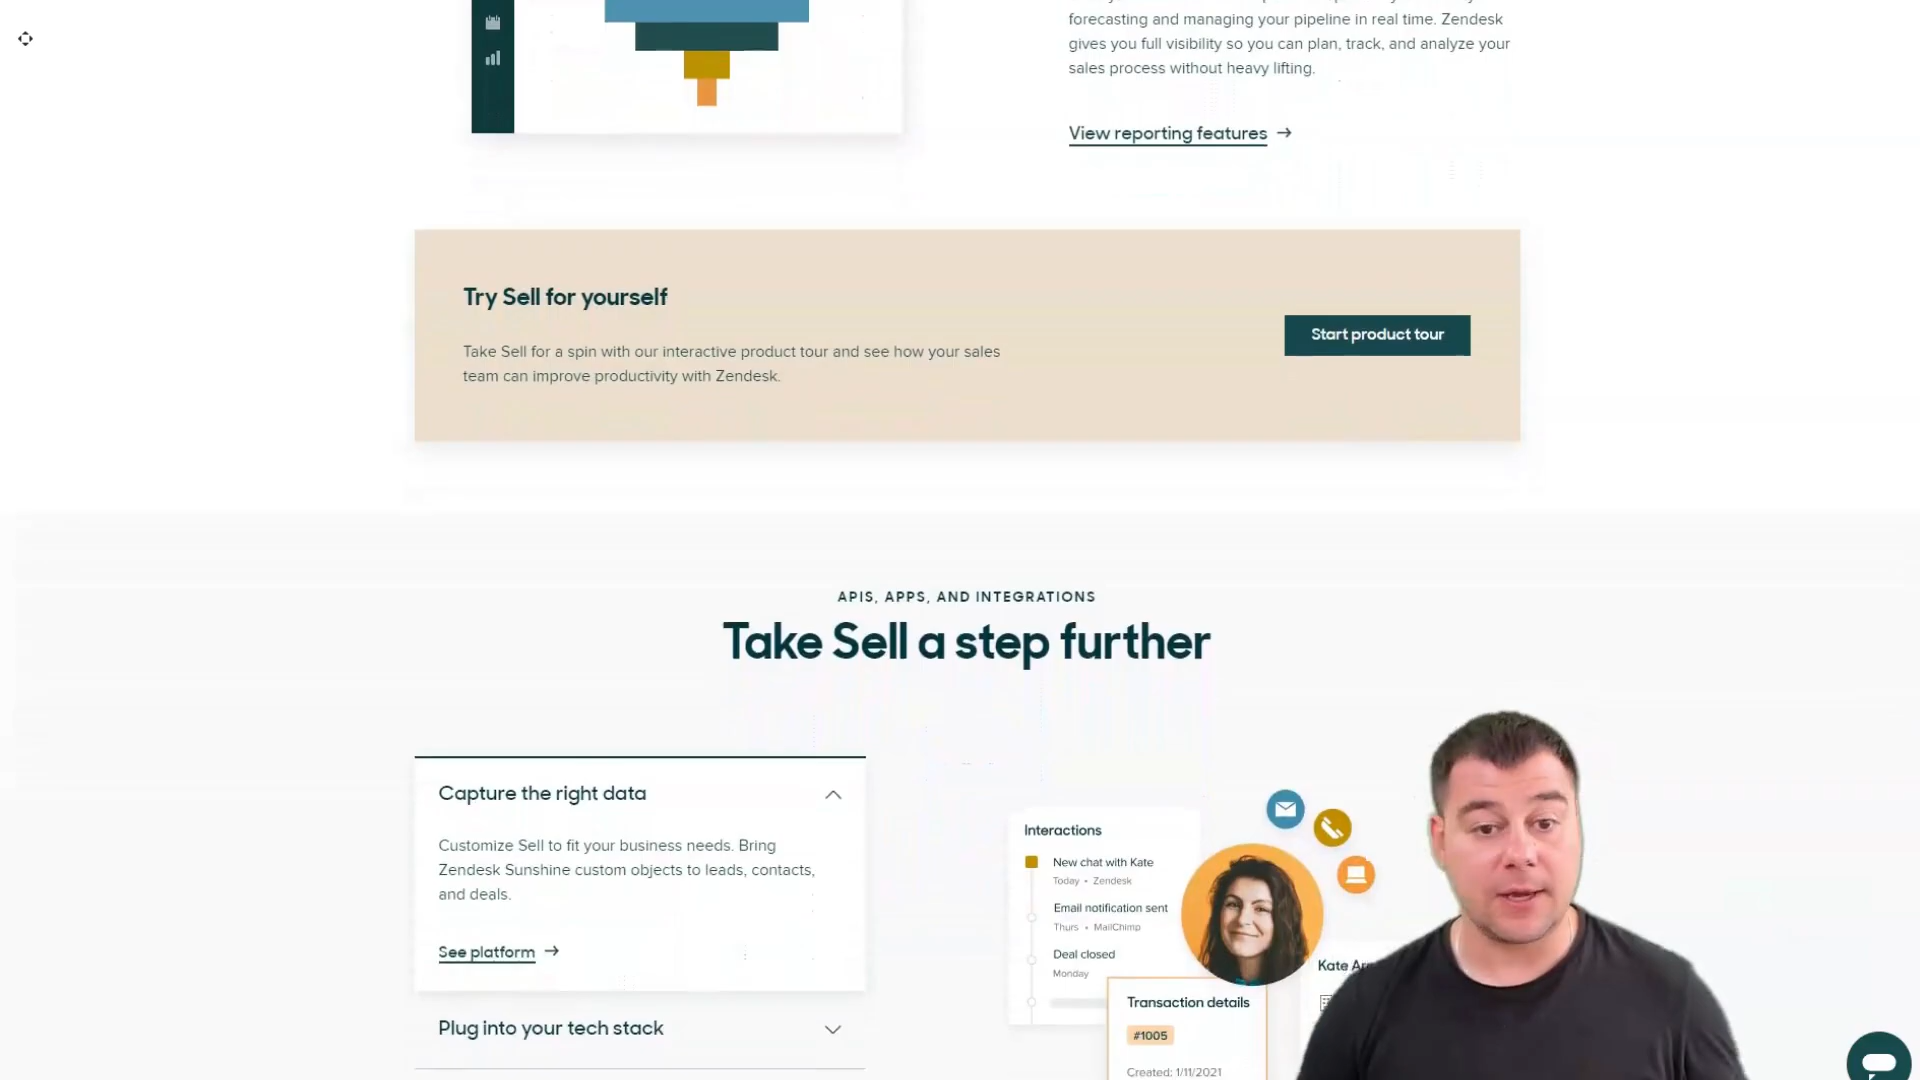 forecasting and managing your pipeline in real time. Zendesk
gives you full visibility so you can plan, track, and analyze your
sales process without heavy lifting.
View reporting features →
Try Sell for yourself
Take Sell for a spin with our interactive product tour and see how your sales
team can improve productivity with Zendesk.
Start product tour
APIS, APPS, AND INTEGRATIONS
Take Sell a step further
Capture the right data
Customize Sell to fit your business needs. Bring
Zendesk Sunshine custom objects to leads, contacts,
and deals.
See platform →
Plug into your tech stack
Interactions
New chat with Kate
Today • Zendesk
Email notification sent
Thurs • MailChimp
Deal closed
Monday
Transaction details
#1005
Created: 1/11/2021
Kate